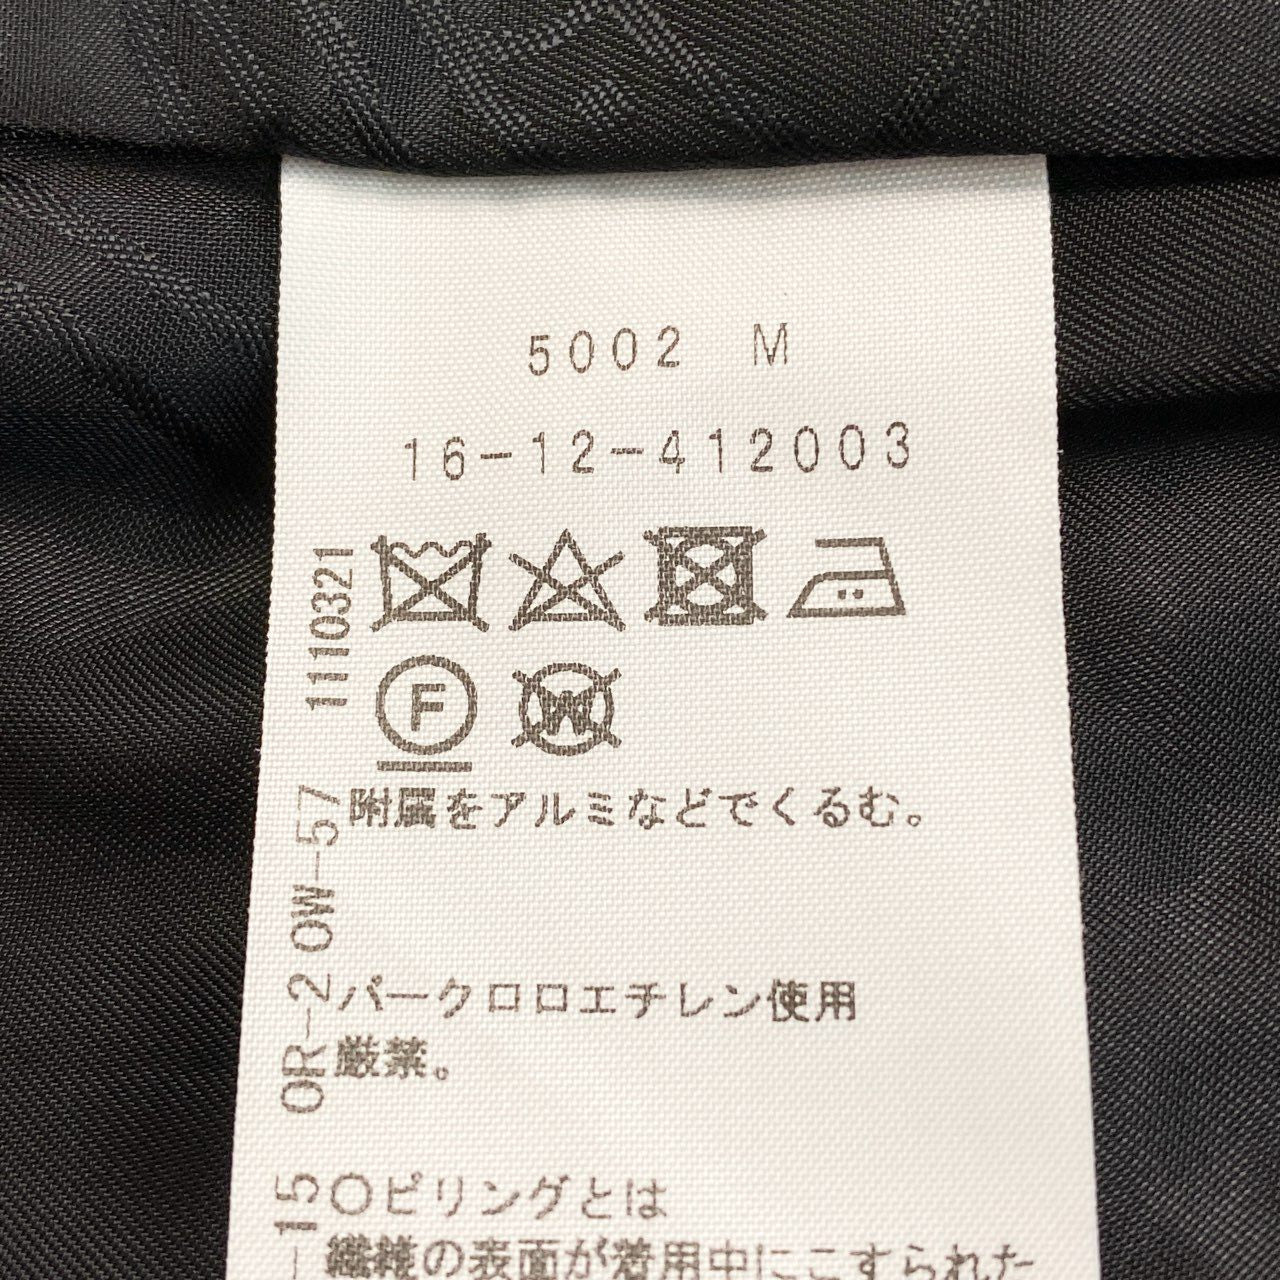 5002 M
16-12-412003
1110321
F
W
附属をアルミなどでくるむ。
パークロロエチレン使用
厳禁。
〇ピリングとは
繊維の表面が着用中にこすられた
-15 OR-2 OW-57